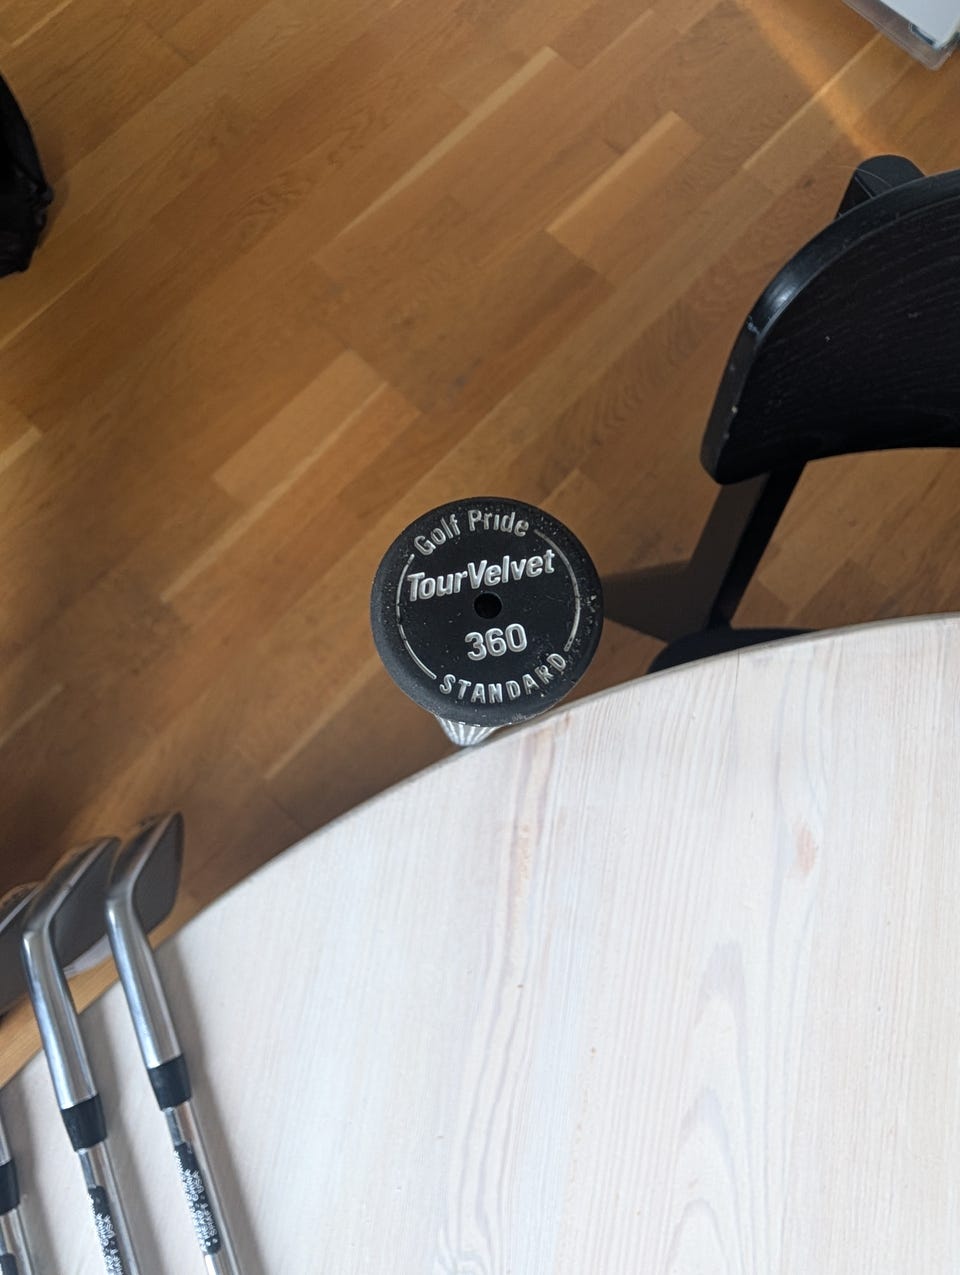 Golf Pride
TourVelvet
360
STANDARD